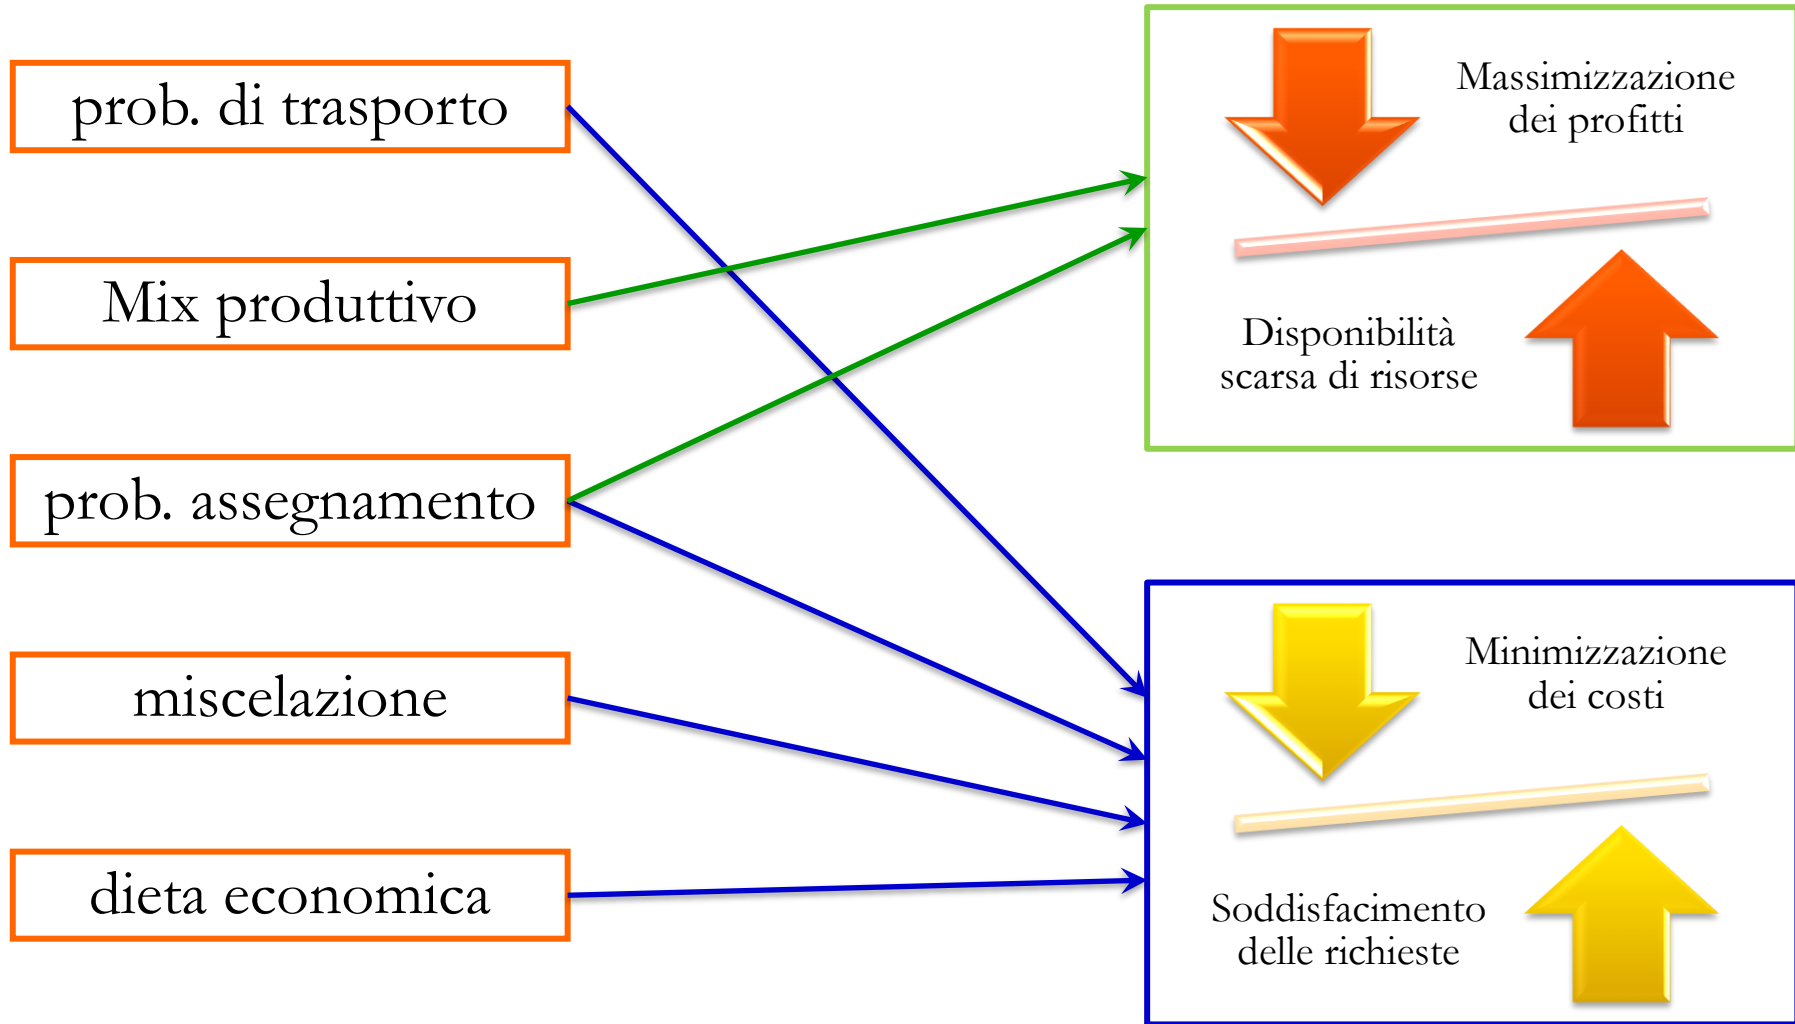 prob. di trasporto
Mix produttivo
prob. assegnamento
miscelazione
dieta economica
Massimizzazione
dei profitti
Disponibilità
scarsa di risorse
Minimizzazione
dei costi
Soddisfacimento
delle richieste